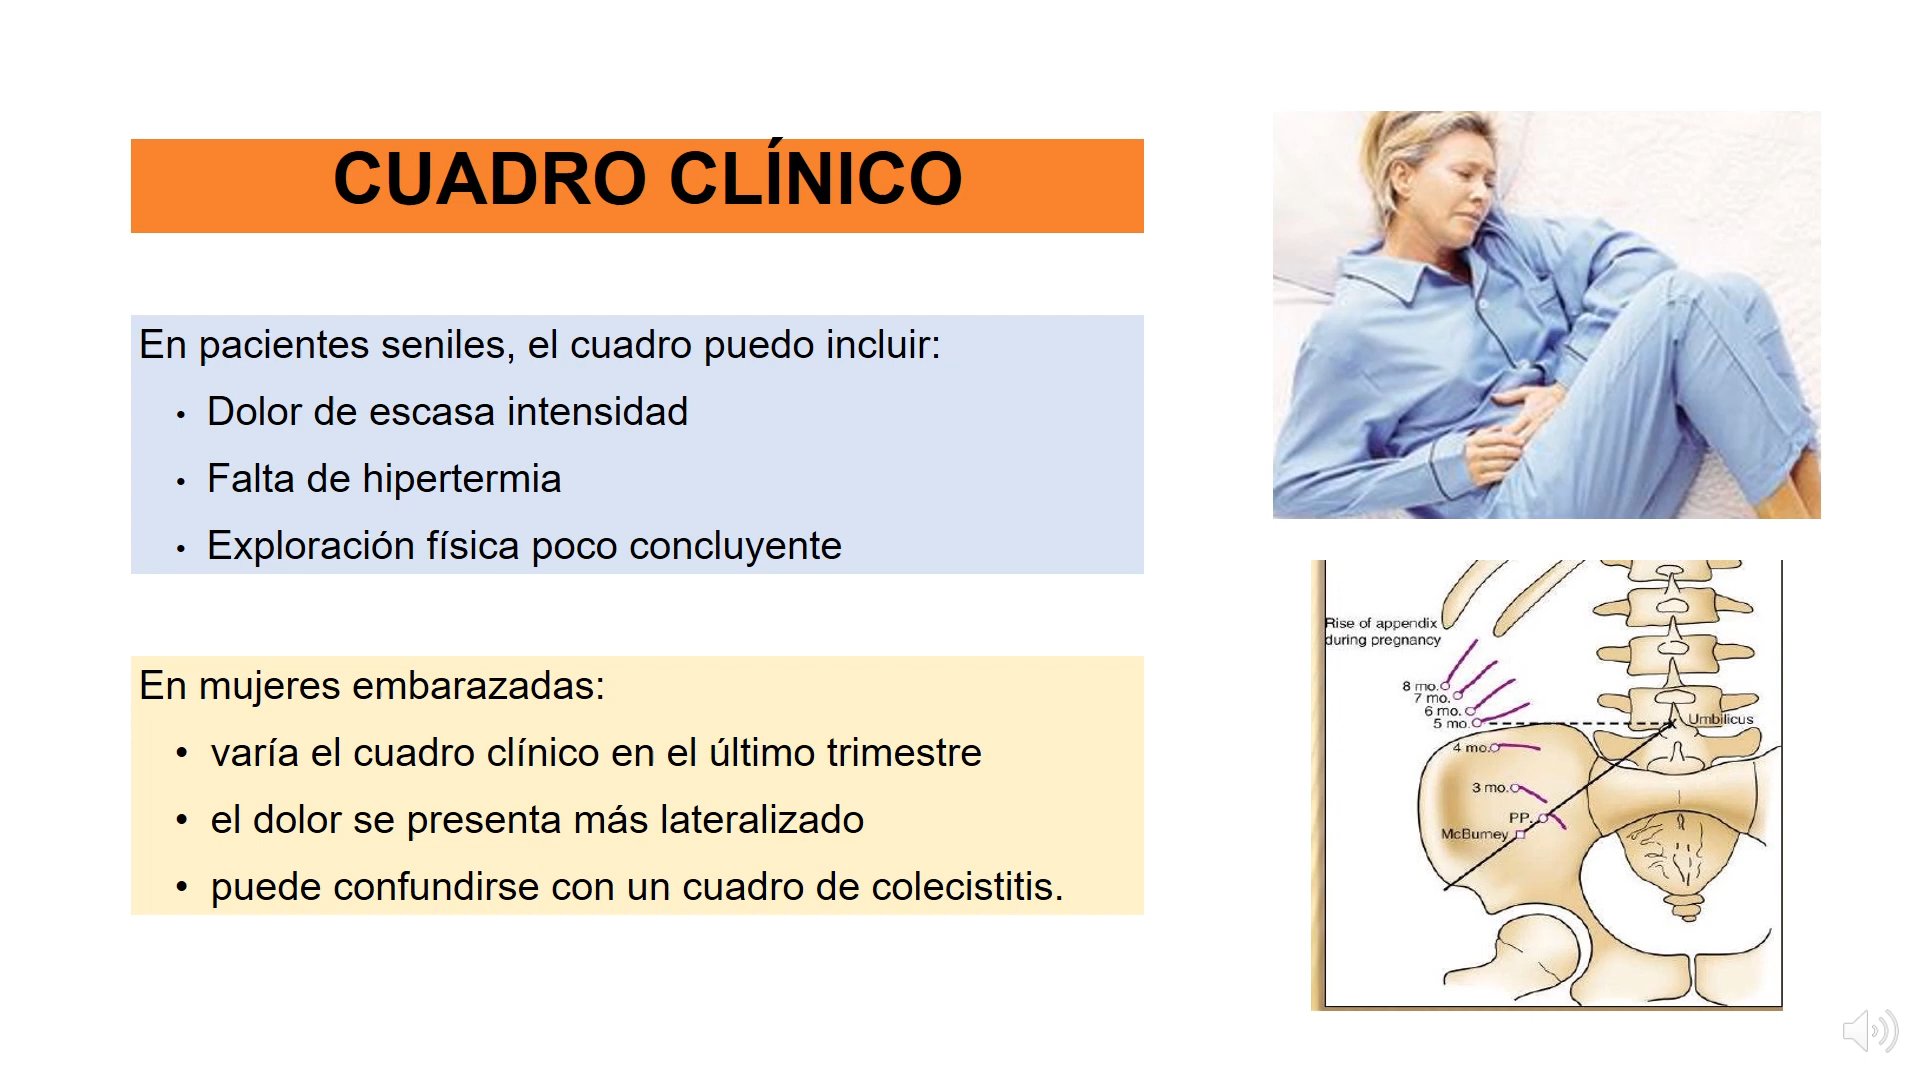 CUADRO CLÍNICO
En pacientes seniles, el cuadro puedo incluir:
• Dolor de escasa intensidad
• Falta de hipertermia
• Exploración física poco concluyente
En mujeres embarazadas:
• varía el cuadro clínico en el último trimestre
• el dolor se presenta más lateralizado
• puede confundirse con un cuadro de colecistitis.
Rise of appendix
during pregnancy
8 mo.
7 mo.
6 mo.
5 mo.
Umbilicus
4 mo.
3 mo.
PP.
McBurney